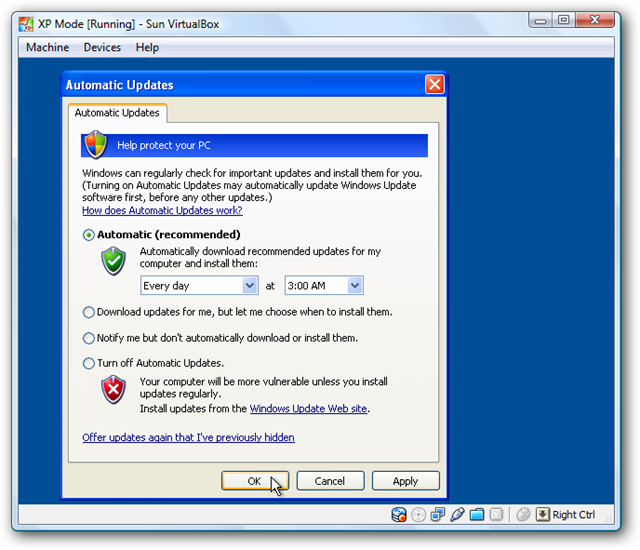 XP Mode [Running] - Sun VirtualBox
Machine Devices Help
Automatic Updates
Automatic Updates
Help protect your PC
Windows can regularly check for important updates and install them for you.
(Turning on Automatic Updates may automatically update Windows Update
software first, before any other updates.)
How does Automatic Updates work?
Automatic (recommended)
Automatically download recommended updates for my
computer and install them:
Every day at 3:00 AM
Download updates for me, but let me choose when to install them.
Notify me but don't automatically download or install them.
Turn off Automatic Updates.
Your computer will be more vulnerable unless you install
updates regularly.
Install updates from the Windows Update Web site.
Offer updates again that I've previously hidden
OK Cancel Apply
Right Ctrl